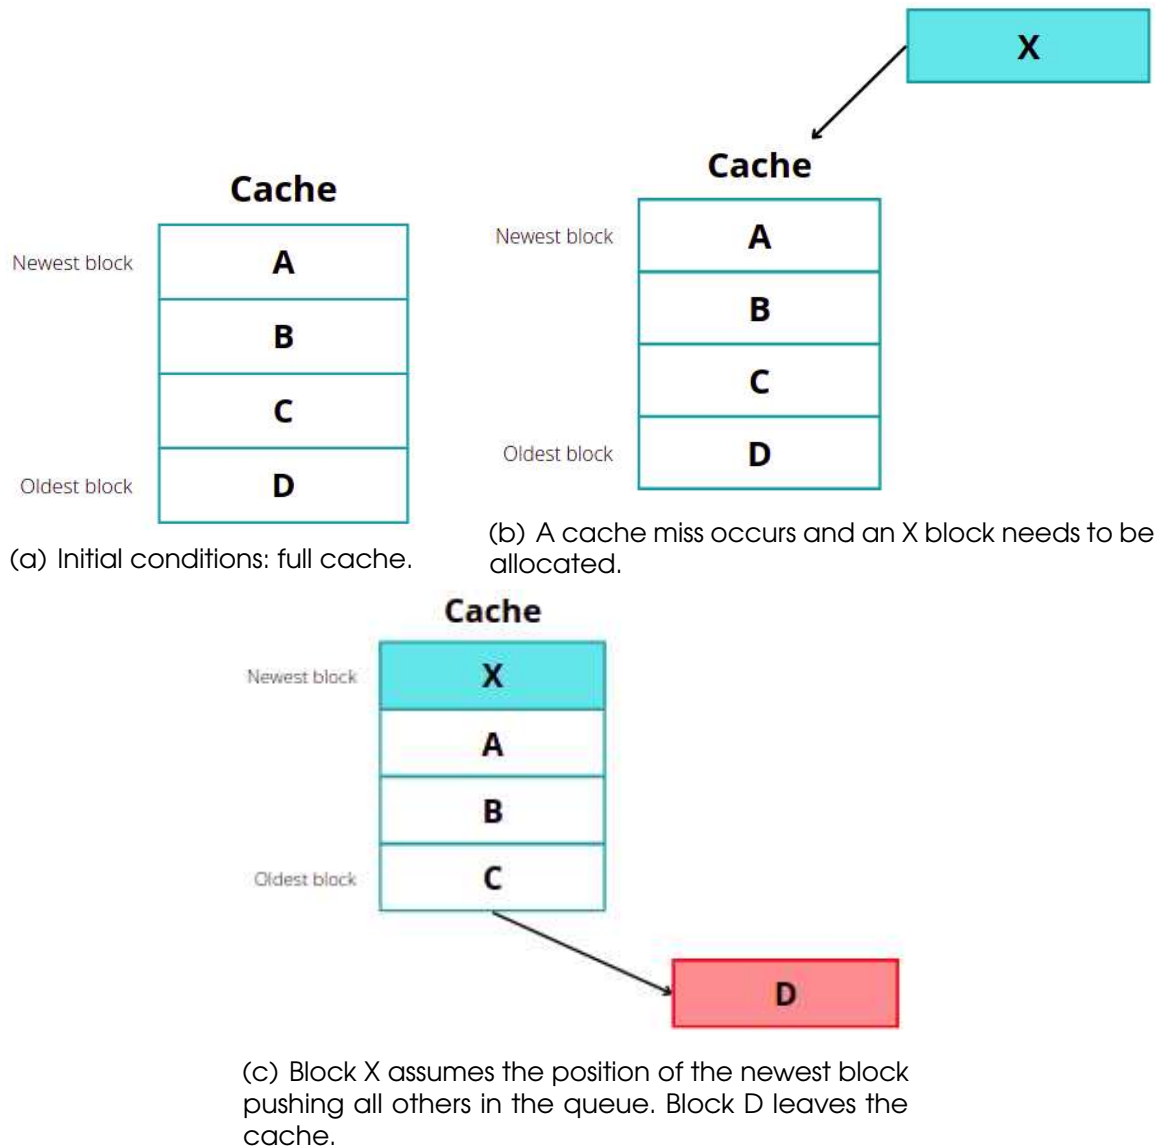 Cache
Newest block
A
B
C
Oldest block
D
(a) Initial conditions: full cache.
X
Cache
Newest block
A
B
C
Oldest block
D
(b) A cache miss occurs and an X block needs to be
allocated.
Cache
Newest block
X
A
B
Oldest block
C
D
(c) Block X assumes the position of the newest block
pushing all others in the queue. Block D leaves the
cache.